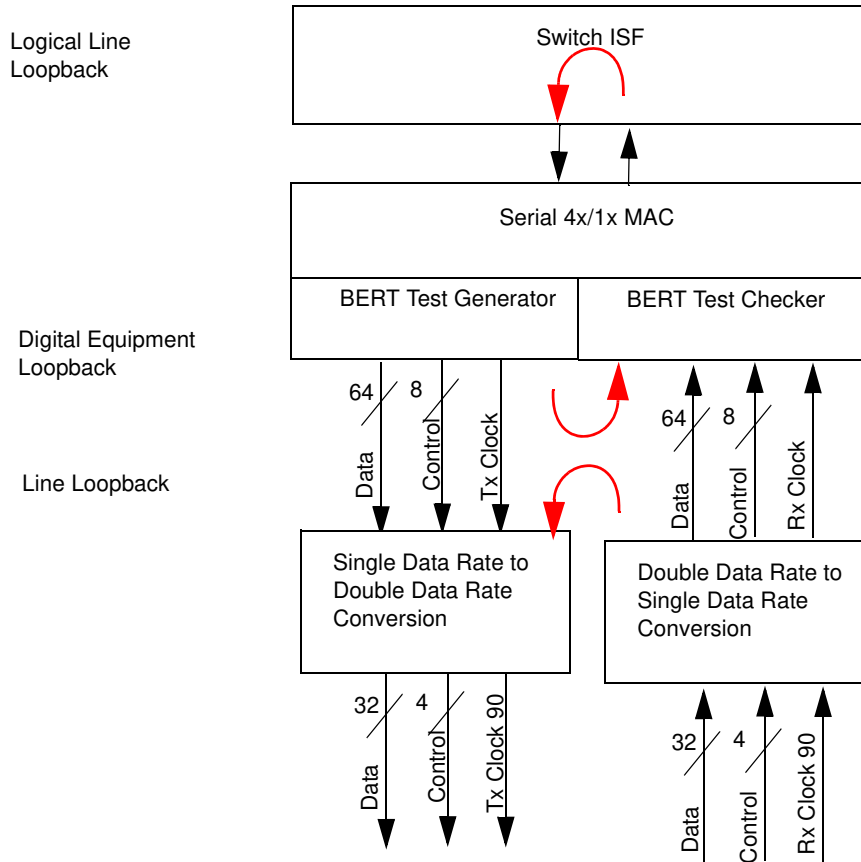 Logical Line
Loopback
Switch ISF
Serial 4x/1x MAC
BERT Test Generator
BERT Test Checker
Digital Equipment
Loopback
64
8
Data
Control
Tx Clock
64
8
Data
Control
Rx Clock
Line Loopback
Single Data Rate to
Double Data Rate
Conversion
Double Data Rate to
Single Data Rate
Conversion
32
4
Data
Control
Tx Clock 90
32
4
Data
Control
Rx Clock 90